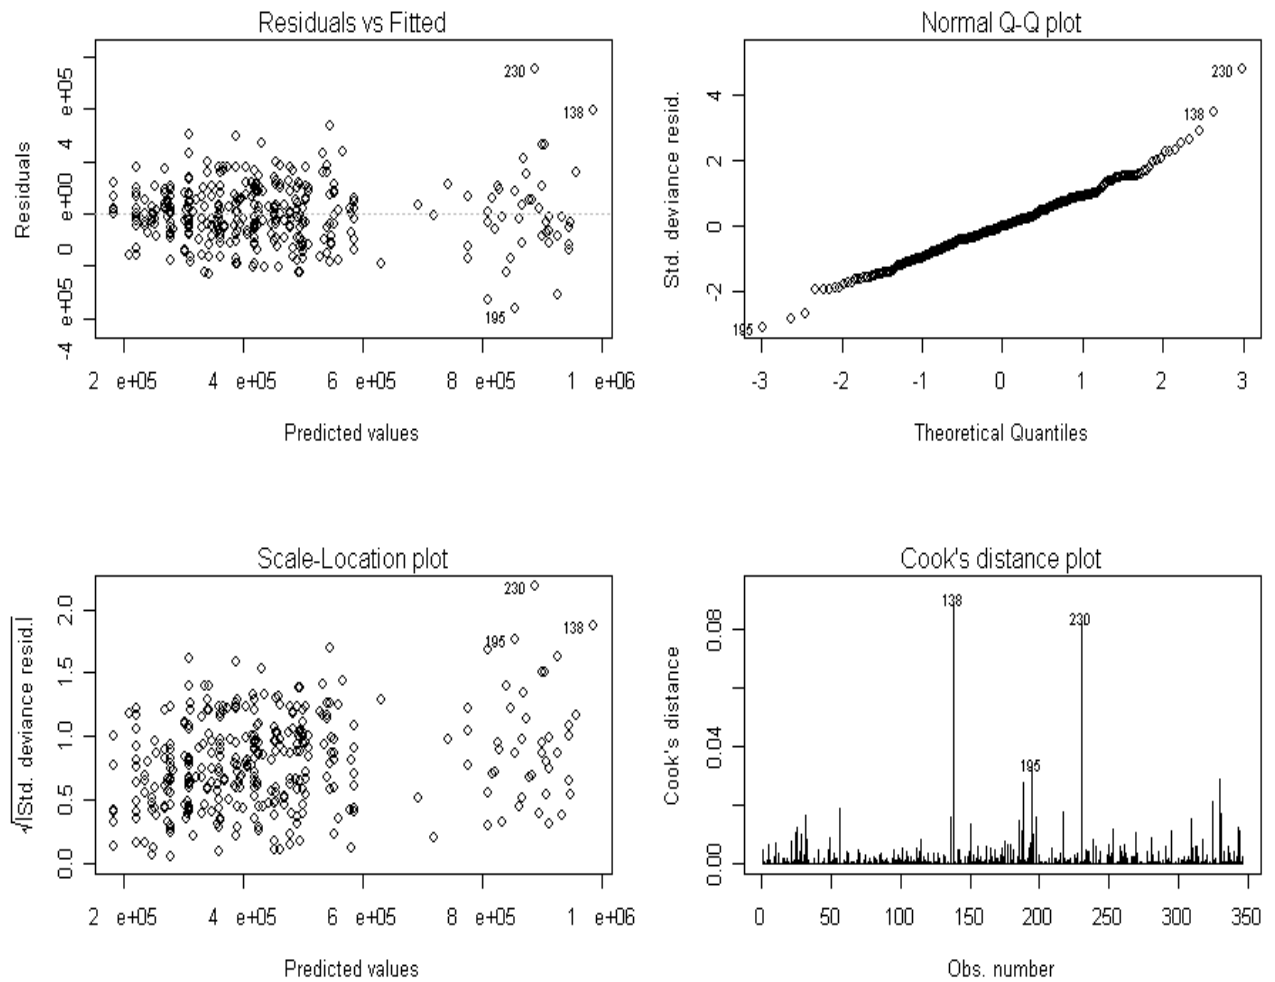 Residuals vs Fitted
Residuals
-4 e+05 0 e+00 4 e+05
230
138
195
2 e+05 4 e+05 6 e+05 8 e+05 1 e+06
Predicted values
Normal Q-Q plot
Std. deviance resid.
-2 0 2 4
230
138
195
-3 -2 -1 0 1 2 3
Theoretical Quantiles
Scale-Location plot
√|Std. deviance resid.|
0.0 0.5 1.0 1.5 2.0
230
138
195
2 e+05 4 e+05 6 e+05 8 e+05 1 e+06
Predicted values
Cook's distance plot
Cook's distance
0.00 0.04 0.08
138
230
195
0 50 100 150 200 250 300 350
Obs. number